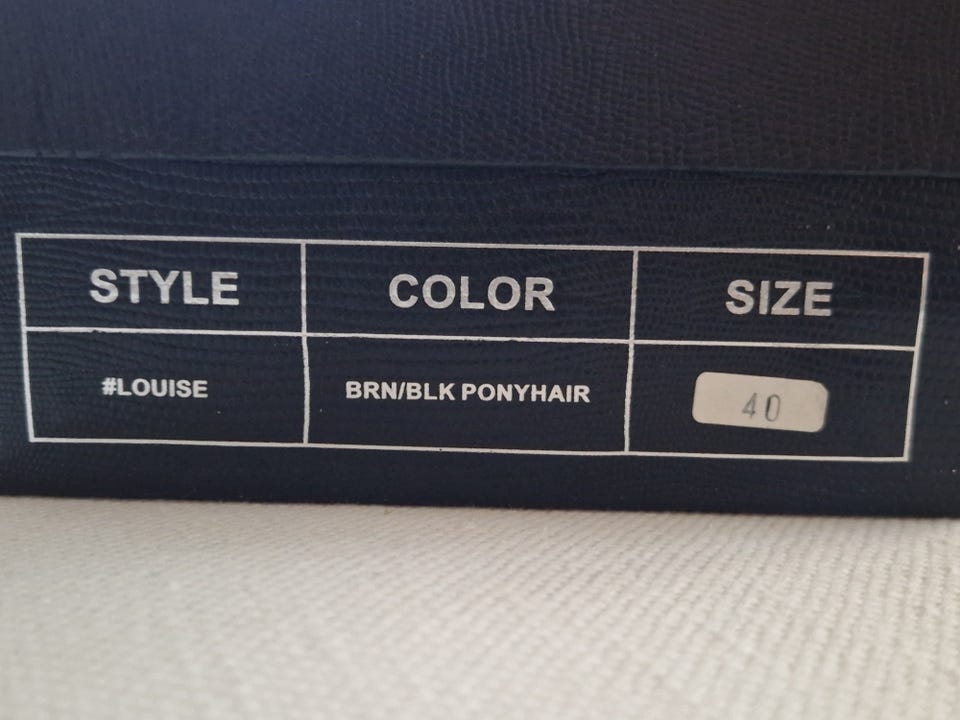 STYLE COLOR SIZE
#LOUISE BRN/BLK PONYHAIR 40